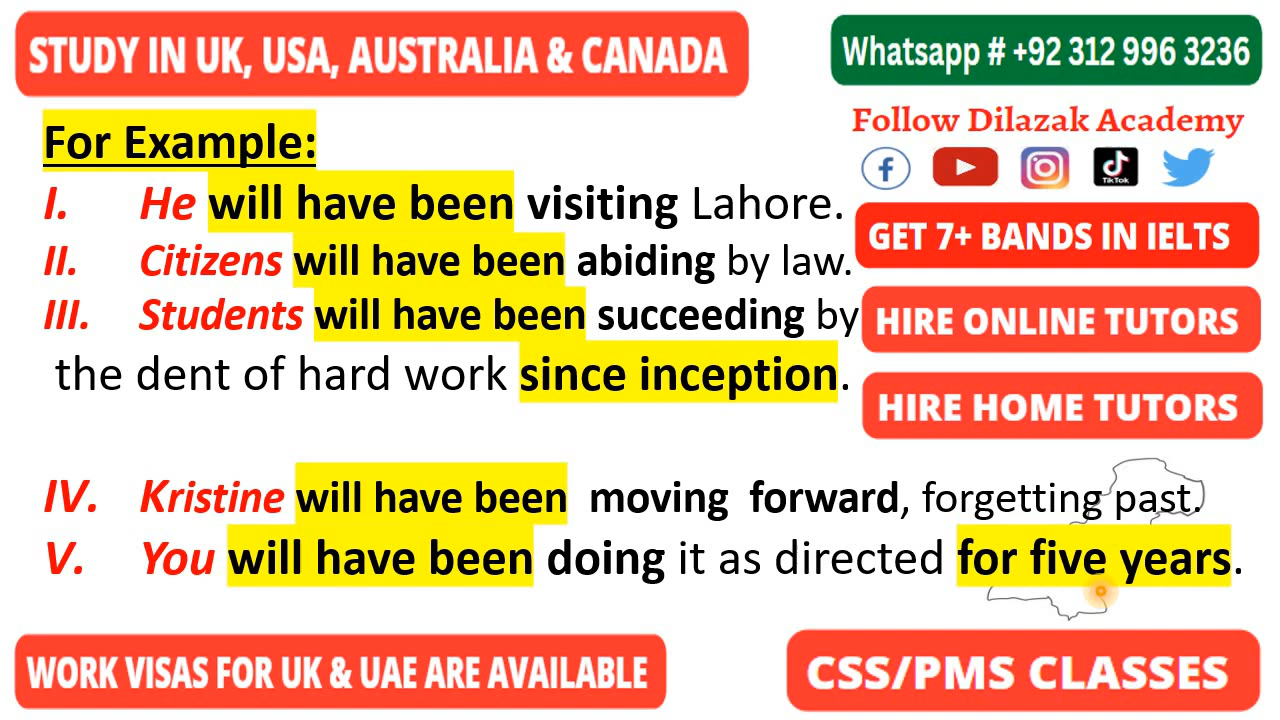 STUDY IN UK, USA, AUSTRALIA & CANADA
Whatsapp # +92 312 996 3236
Follow Dilazak Academy
TikTok
For Example:
I. He will have been visiting Lahore.
II. Citizens will have been abiding by law.
III. Students will have been succeeding by
the dent of hard work since inception.
GET 7+ BANDS IN IELTS
HIRE ONLINE TUTORS
HIRE HOME TUTORS
IV. Kristine will have been moving forward, forgetting past.
V. You will have been doing it as directed for five years.
WORK VISAS FOR UK & UAE ARE AVAILABLE
CSS/PMS CLASSES